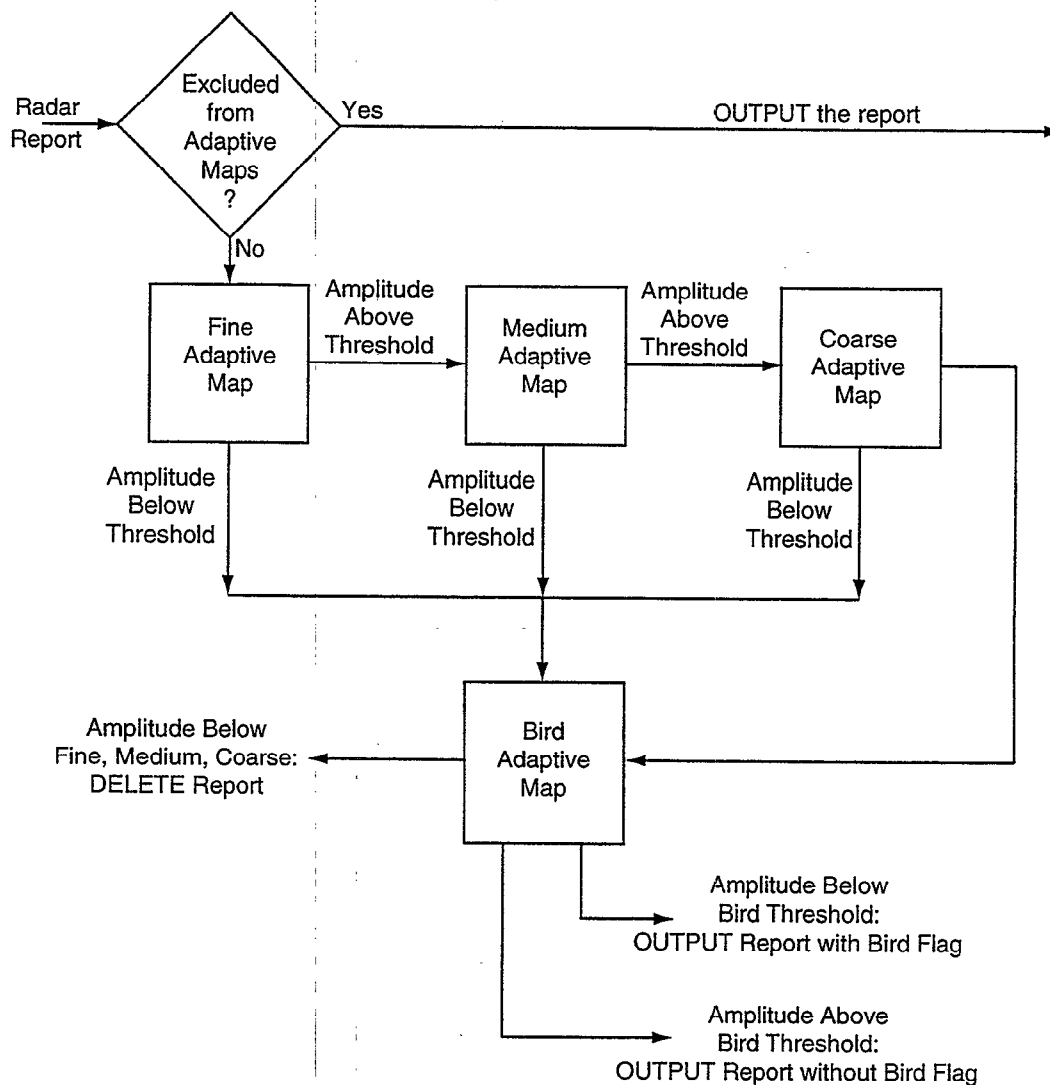 Radar
Report
Excluded
from
Adaptive
Maps
?
Yes
OUTPUT the report
No
Fine
Adaptive
Map
Amplitude
Above
Threshold
Medium
Adaptive
Map
Amplitude
Above
Threshold
Coarse
Adaptive
Map
Amplitude
Below
Threshold
Amplitude
Below
Threshold
Amplitude
Below
Threshold
Amplitude Below
Fine, Medium, Coarse:
DELETE Report
Bird
Adaptive
Map
Amplitude Below
Bird Threshold:
OUTPUT Report with Bird Flag
Amplitude Above
Bird Threshold:
OUTPUT Report without Bird Flag